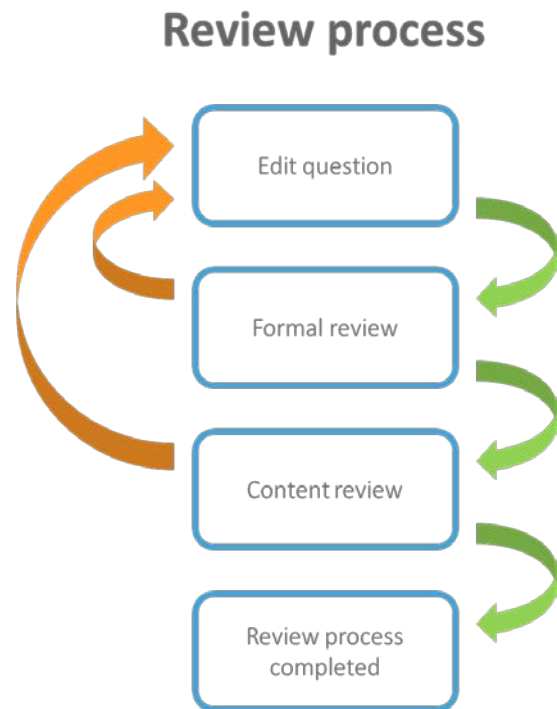 Review process
Edit question
Formal review
Content review
Review process
completed